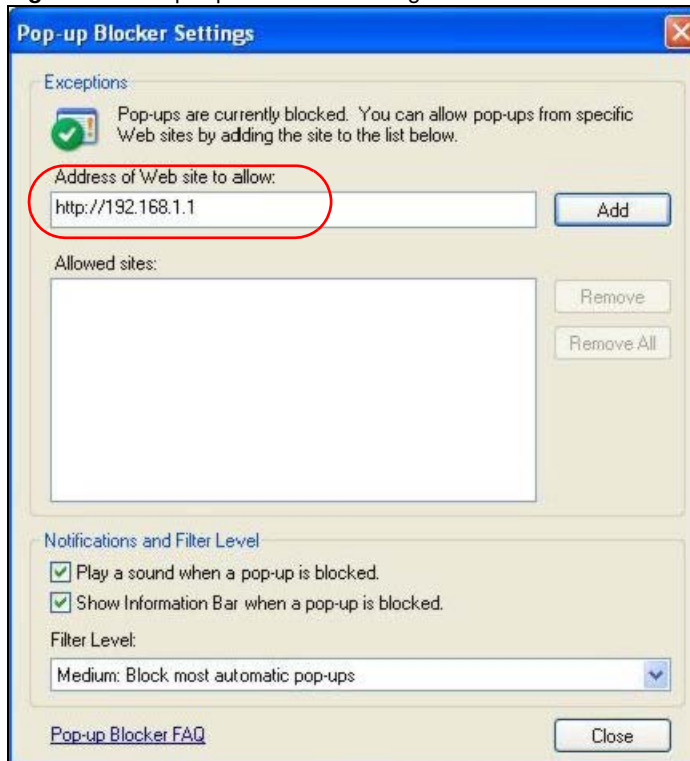 Pop-up Blocker Settings
Exceptions
Pop-ups are currently blocked. You can allow pop-ups from specific
Web sites by adding the site to the list below.
Address of Web site to allow:
http://192.168.1.1
Add
Allowed sites:
Remove
Remove All
Notifications and Filter Level
Play a sound when a pop-up is blocked.
Show Information Bar when a pop-up is blocked.
Filter Level:
Medium: Block most automatic pop-ups
Pop-up Blocker FAQ
Close